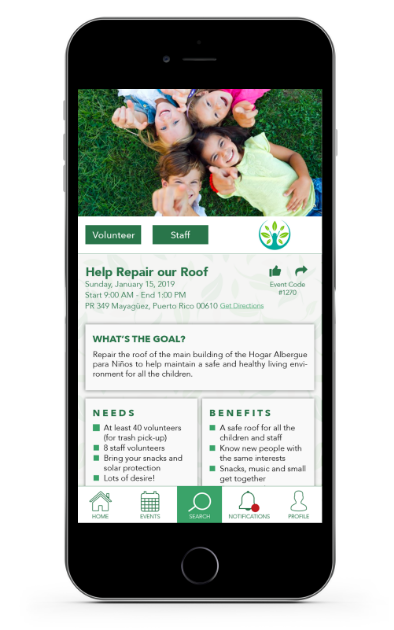 Volunteer
Staff
Help Repair our Roof
Sunday, January 15, 2019
Start 9:00 AM - End 1:00 PM
PR 349 Mayagüez, Puerto Rico 00610 Get Directions
Event Code
#1270
WHAT'S THE GOAL?
Repair the roof of the main building of the Hogar Albergue
para Niños to help maintain a safe and healthy living envi-
ronment for all the children.
NEEDS
At least 40 volunteers
(for trash pick-up)
8 staff volunteers
Bring your snacks and
solar protection
Lots of desire!
BENEFITS
A safe roof for all the
children and staff
Know new people with
the same interests
Snacks, music and small
get together
HOME
EVENTS
SEARCH
NOTIFICATIONS
PROFILE